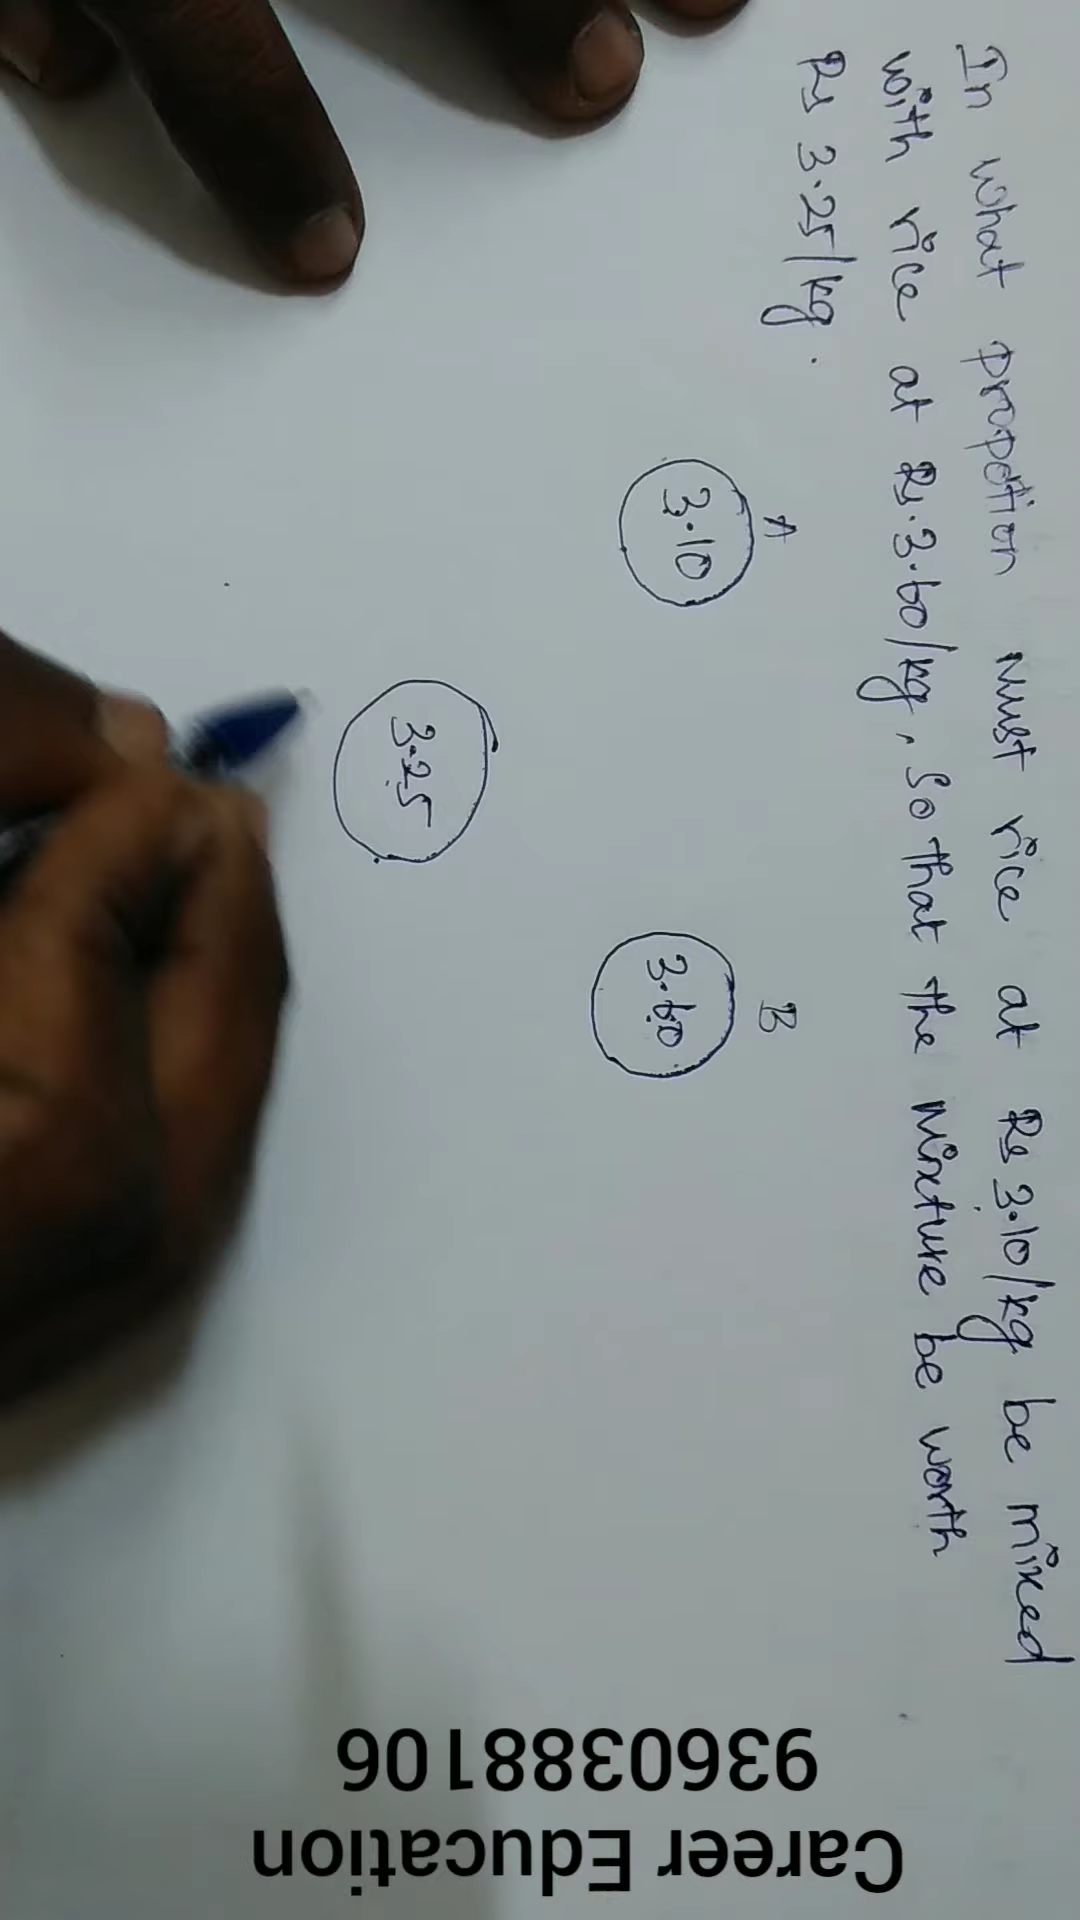 In what propotion must rice at Rs 3.10/kg be mixed
with rice at Rs.3.60/kg, so that the mixture be worth
Rs 3.25/kg.
A
B
3.10
3.60
3.25
9360388106
Career Education